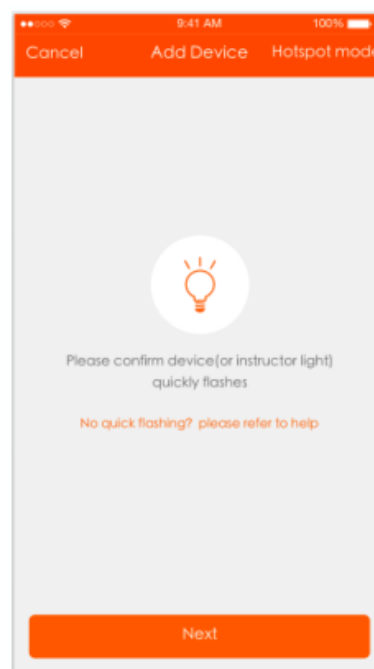 9:41 AM 100%
Cancel Add Device Hotspot mode
Please confirm device(or instructor light)
quickly flashes
No quick flashing? please refer to help
Next